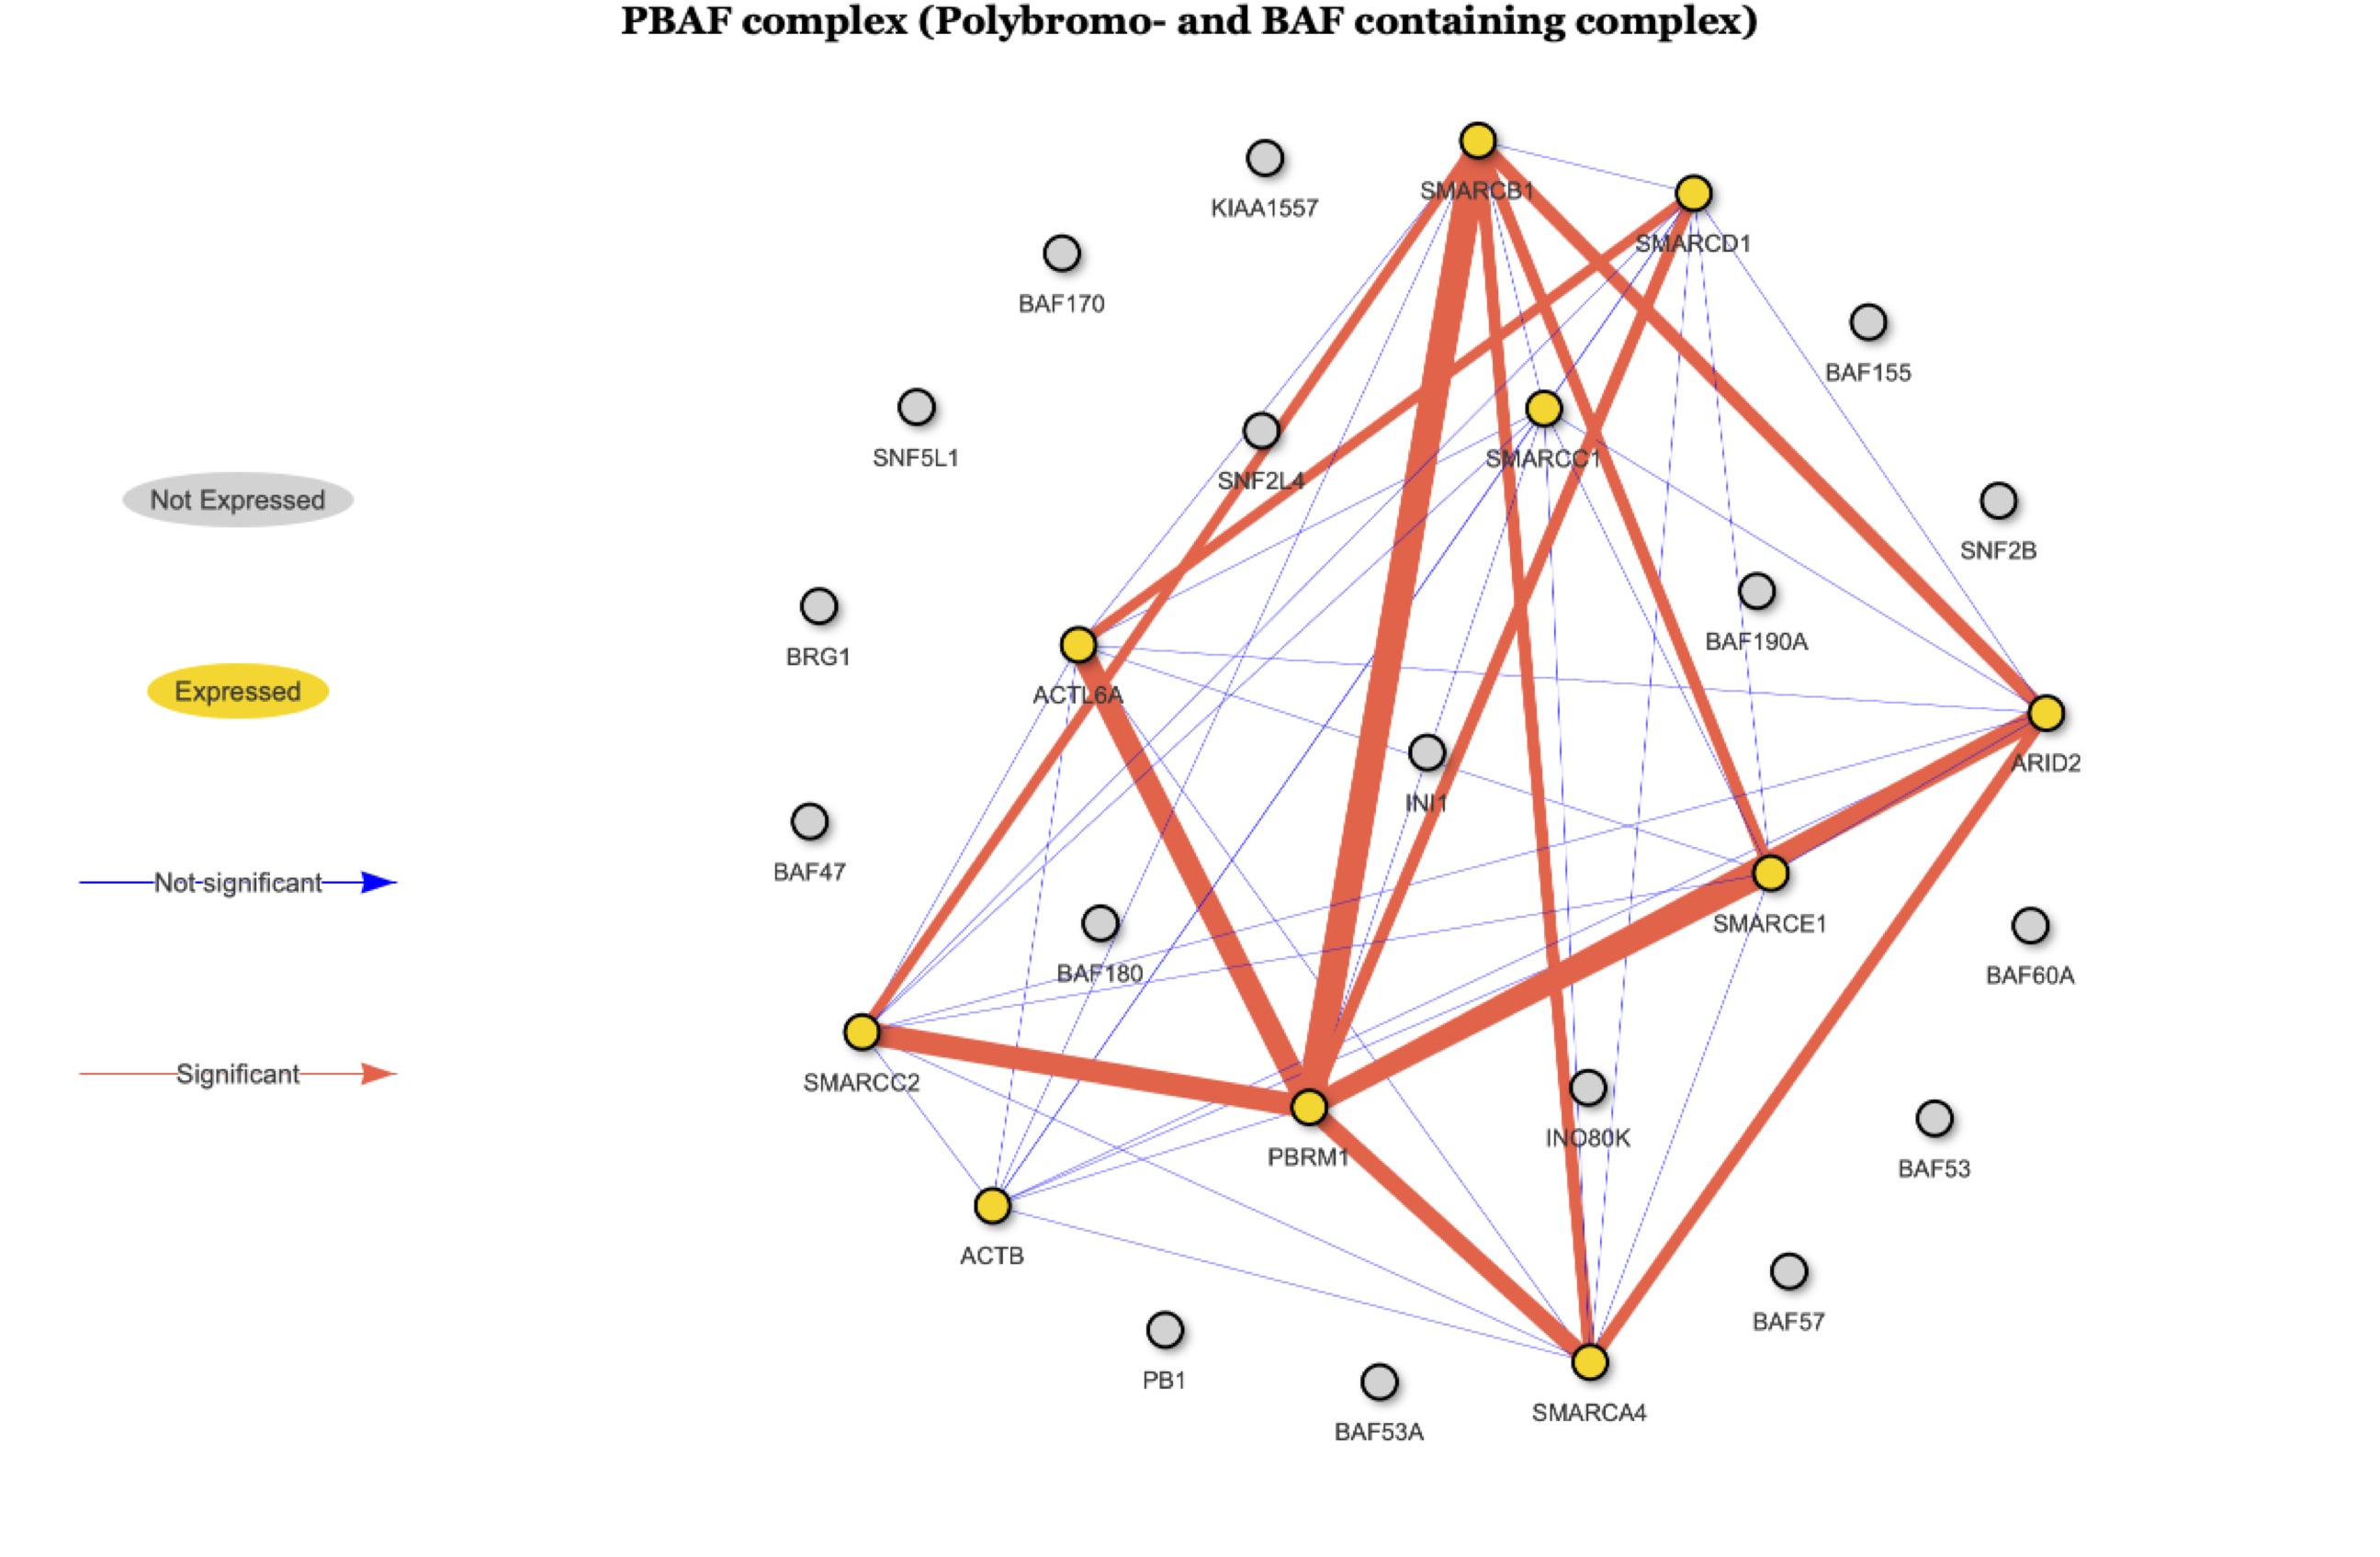 PBAF complex (Polybromo- and BAF containing complex)
KIAA1557
SMARCB1
SMARCD1
BAF170
BAF155
SNF5L1
SNF2L4
SMARCC1
Not Expressed
SNF2B
BRG1
BAF190A
Expressed
ACTL6A
ARID2
INI1
BAF47
Not significant
SMARCE1
BAF180
BAF60A
Significant
SMARCC2
PBRM1
INO80K
BAF53
ACTB
BAF57
PB1
SMARCA4
BAF53A